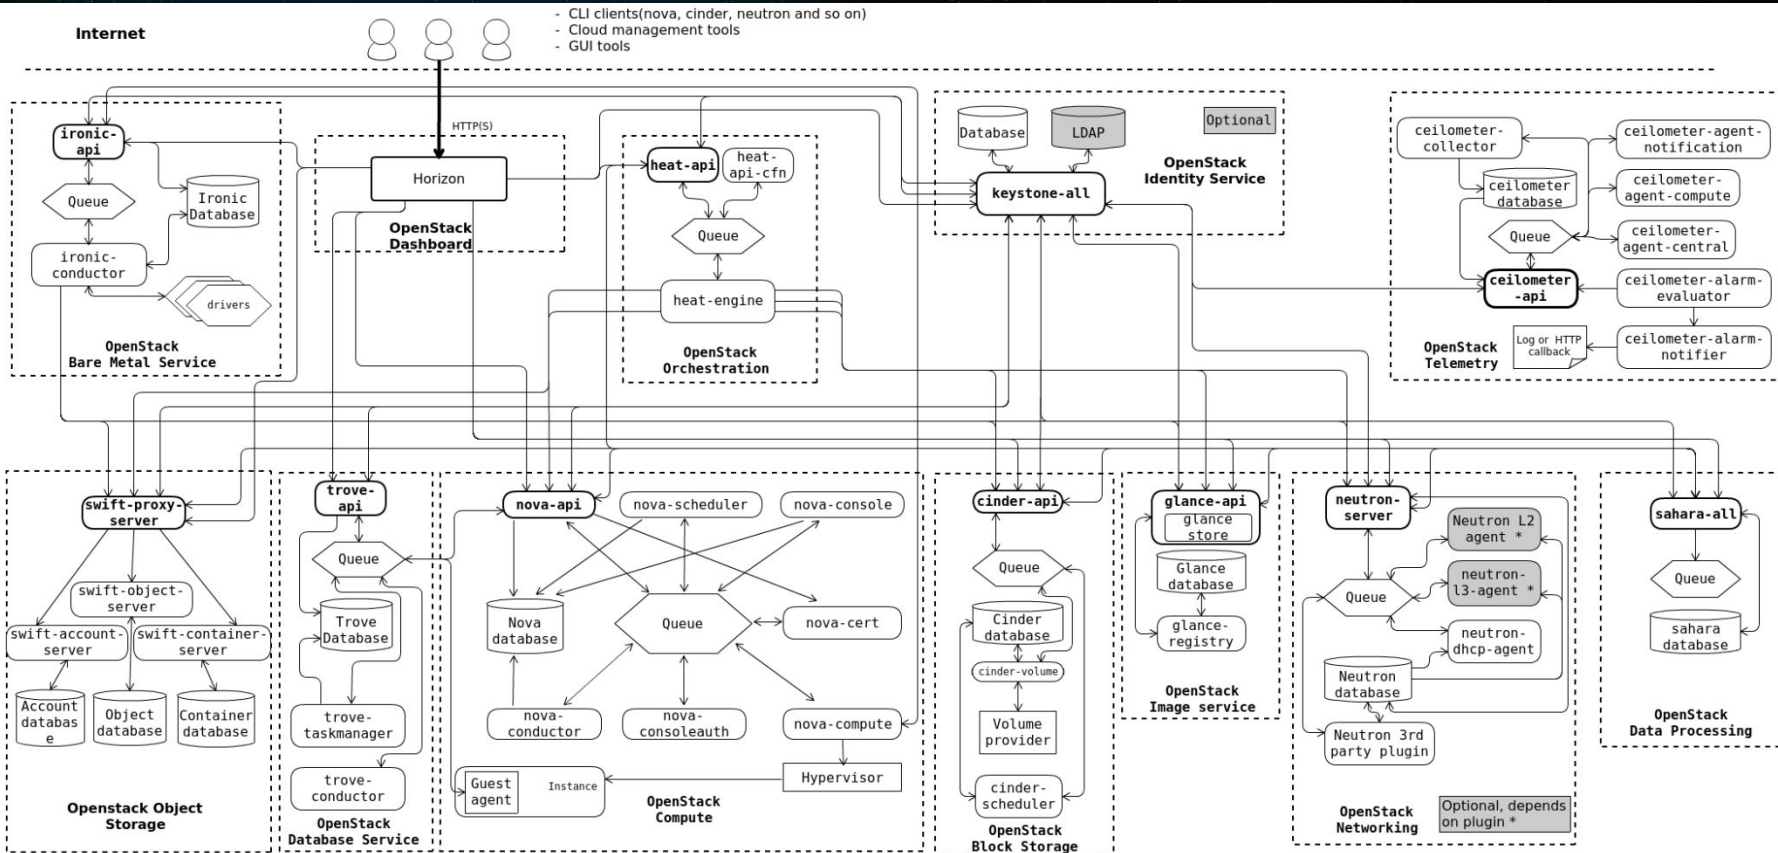 Internet
- CLI clients(nova, cinder, neutron and so on)
- Cloud management tools
- GUI tools
HTTP(S)
ironic-
api
Queue
Ironic
Database
ironic-
conductor
drivers
OpenStack
Bare Metal Service
Horizon
OpenStack
Dashboard
heat-api
heat-
api-cfn
Queue
heat-engine
OpenStack
Orchestration
Database
LDAP
Optional
OpenStack
Identity Service
keystone-all
ceilometer-
collector
ceilometer-agent-
notification
ceilometer
database
ceilometer-
agent-compute
Queue
ceilometer-
agent-central
ceilometer
-api
ceilometer-alarm-
evaluator
Log or HTTP
callback
ceilometer-alarm-
notifier
OpenStack
Telemetry
swift-proxy-
server
swift-object-
server
swift-account-
server
swift-container-
server
Account
databas
e
Object
database
Container
database
Openstack Object
Storage
trove-
api
Queue
Trove
Database
trove-
taskmanager
trove-
conductor
OpenStack
Database Service
nova-api
nova-scheduler
nova-console
Nova
database
Queue
nova-cert
nova-
conductor
nova-
consoleauth
nova-compute
Hypervisor
Guest
agent
Instance
OpenStack
Compute
cinder-api
Queue
Cinder
database
cinder-volume
Volume
provider
cinder-
scheduler
OpenStack
Block Storage
glance-api
glance
store
Glance
database
glance-
registry
OpenStack
Image service
neutron-
server
Neutron L2
agent *
Queue
neutron-
l3-agent *
neutron-
dhcp-agent
Neutron
database
Neutron 3rd
party plugin
OpenStack
Networking
Optional, depends
on plugin *
sahara-all
Queue
sahara
database
OpenStack
Data Processing